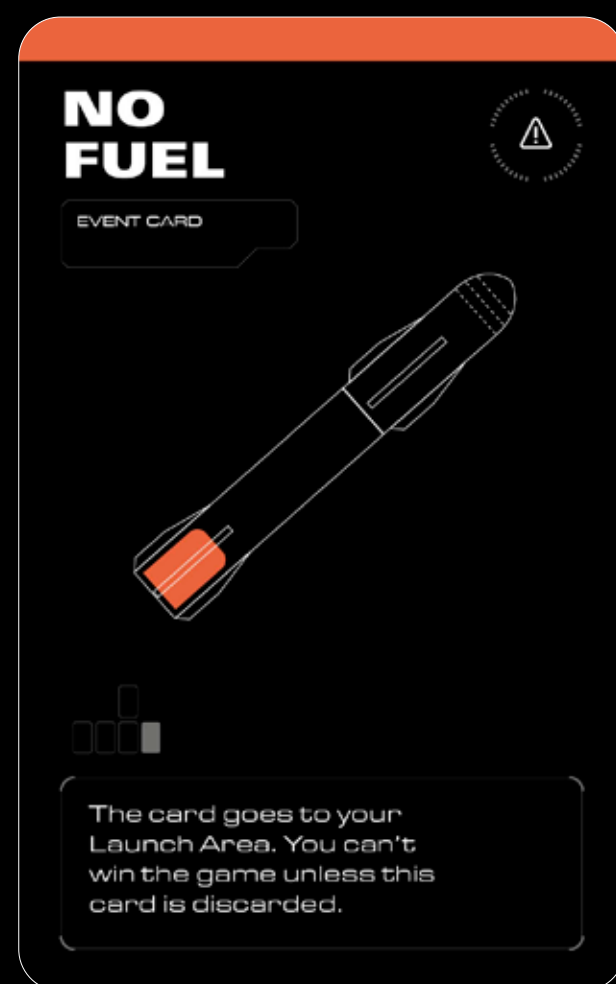 NO
FUEL
EVENT CARD
The card goes to your
Launch Area. You can't
win the game unless this
card is discarded.